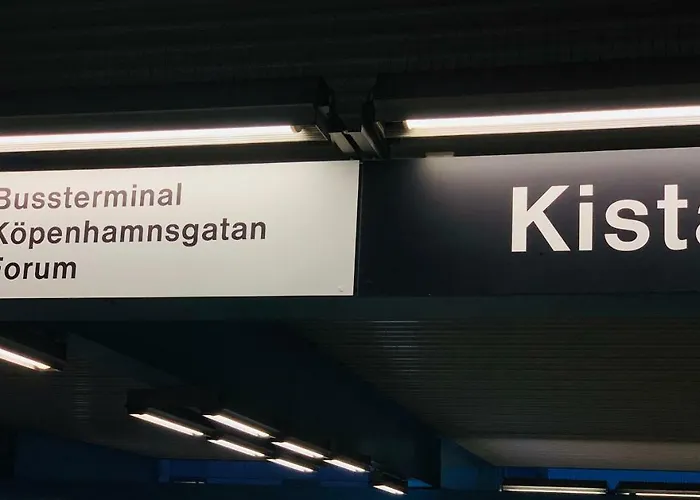 Bussterminal
Köpenhamnsgatan
Forum
Kista